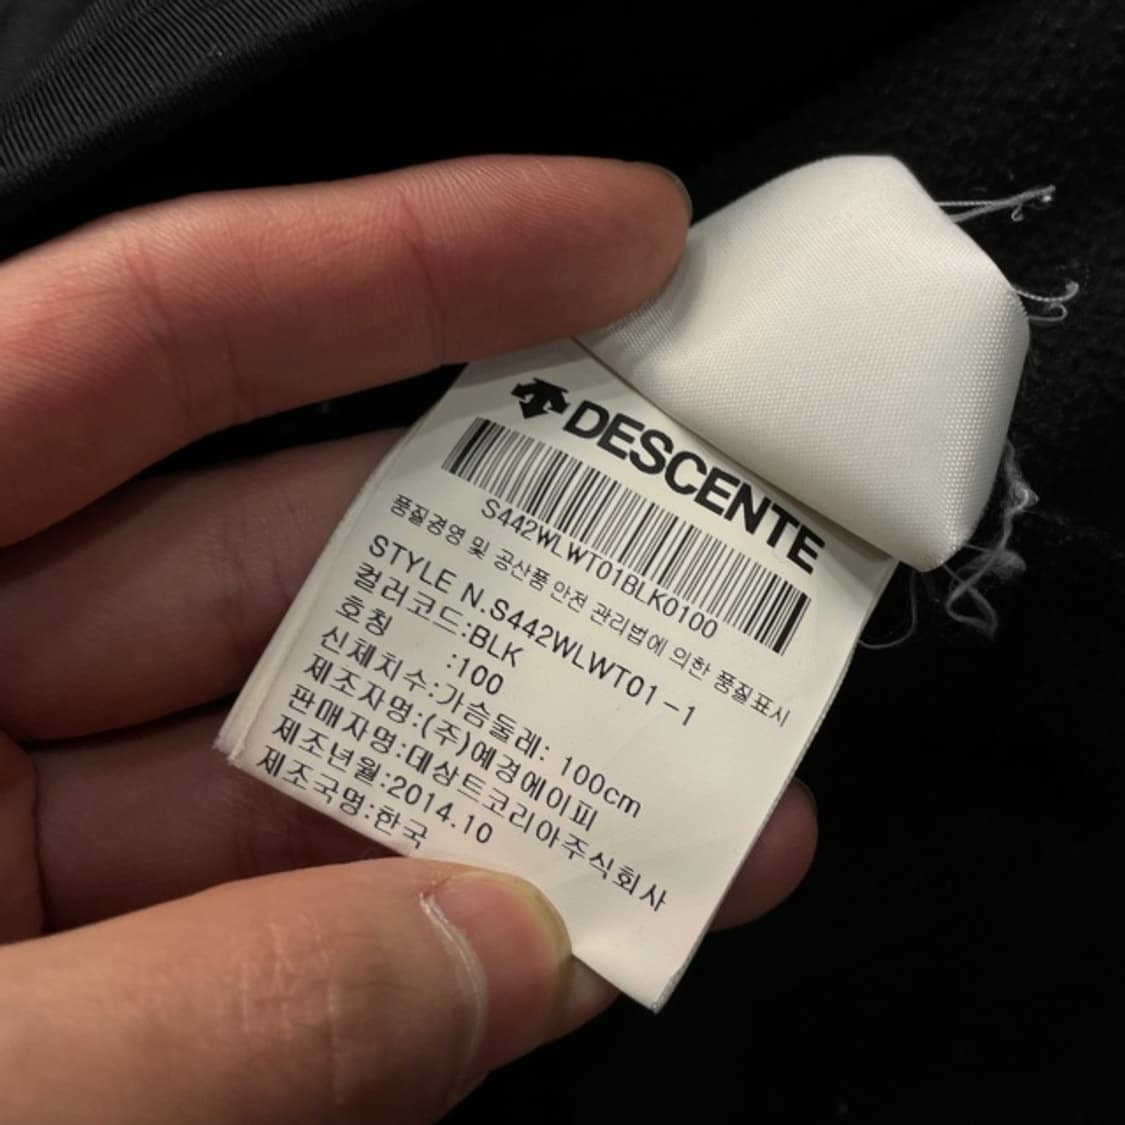 DESCENTE
S442WLWT01BLK0100
품질경영 및 공산품 안전 관리법에 의한 품질표시
STYLE N.S442WLWT01-1
컬러코드:BLK
호칭 :100
신체치수:가슴둘레: 100cm
제조자명:(주)예경에이피
판매자명:데상트코리아주식회사
제조년월:2014.10
제조국명:한국